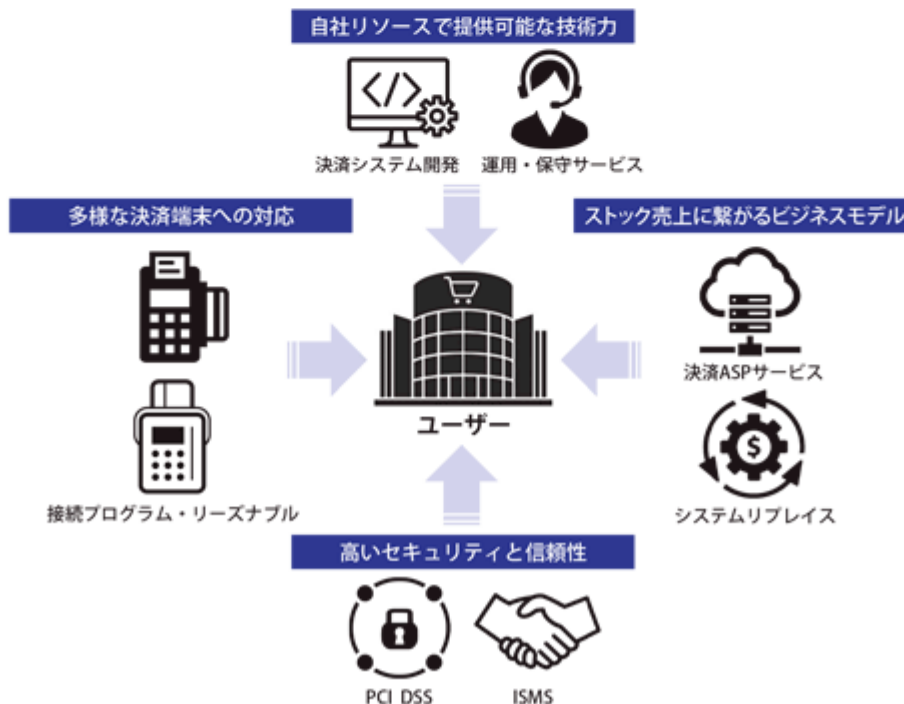 自社リソースで提供可能な技術力
決済システム開発
運用・保守サービス
多様な決済端末への対応
ストック売上に繋がるビジネスモデル
決済ASPサービス
ユーザー
接続プログラム・リーズナブル
$
システムリプレイス
高いセキュリティと信頼性
PCI DSS
ISMS